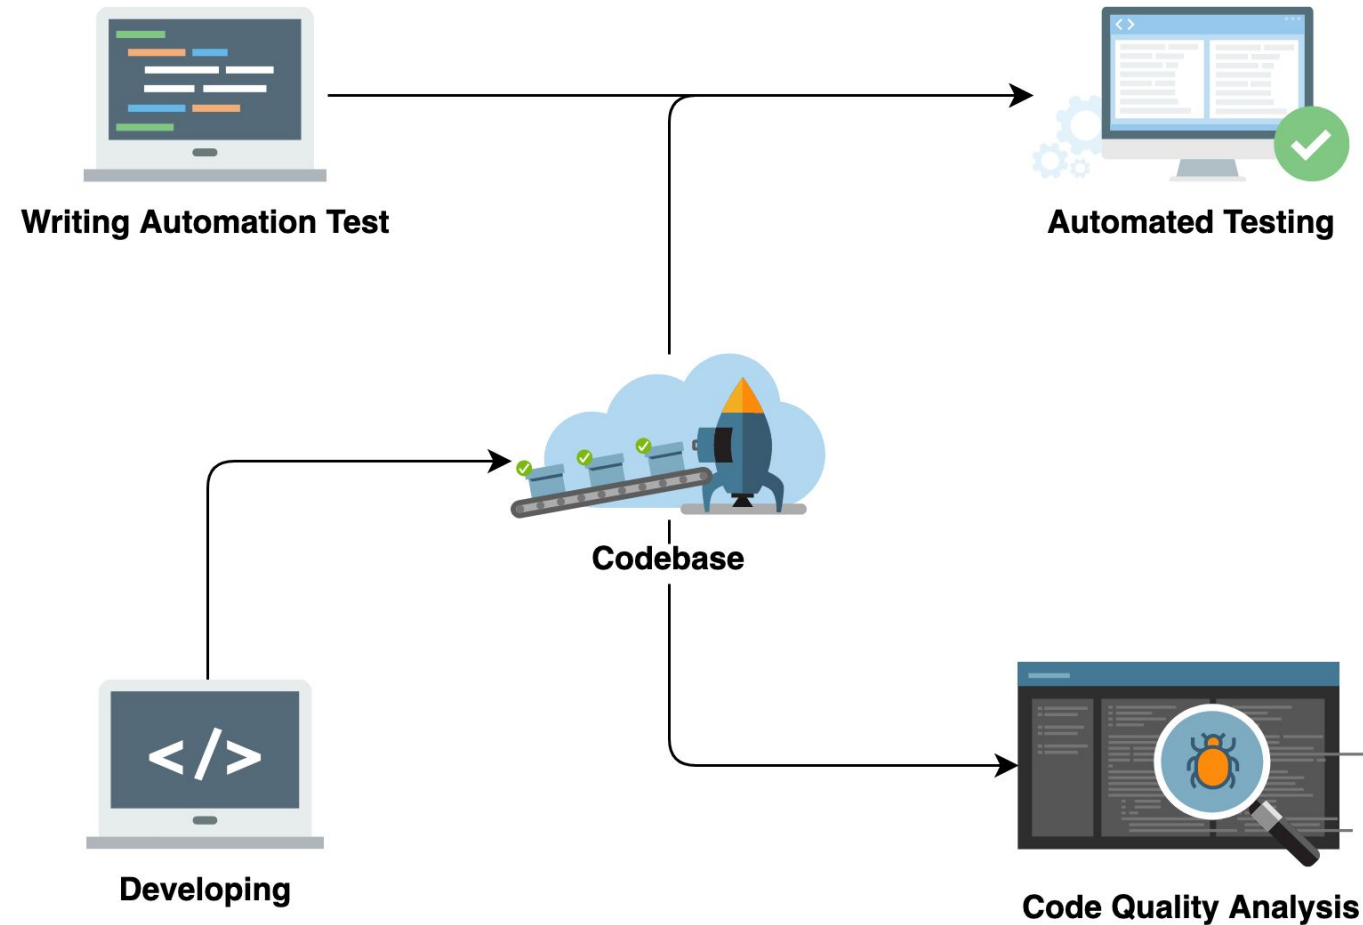 Writing Automation Test
Automated Testing
Codebase
</>
Developing
Code Quality Analysis